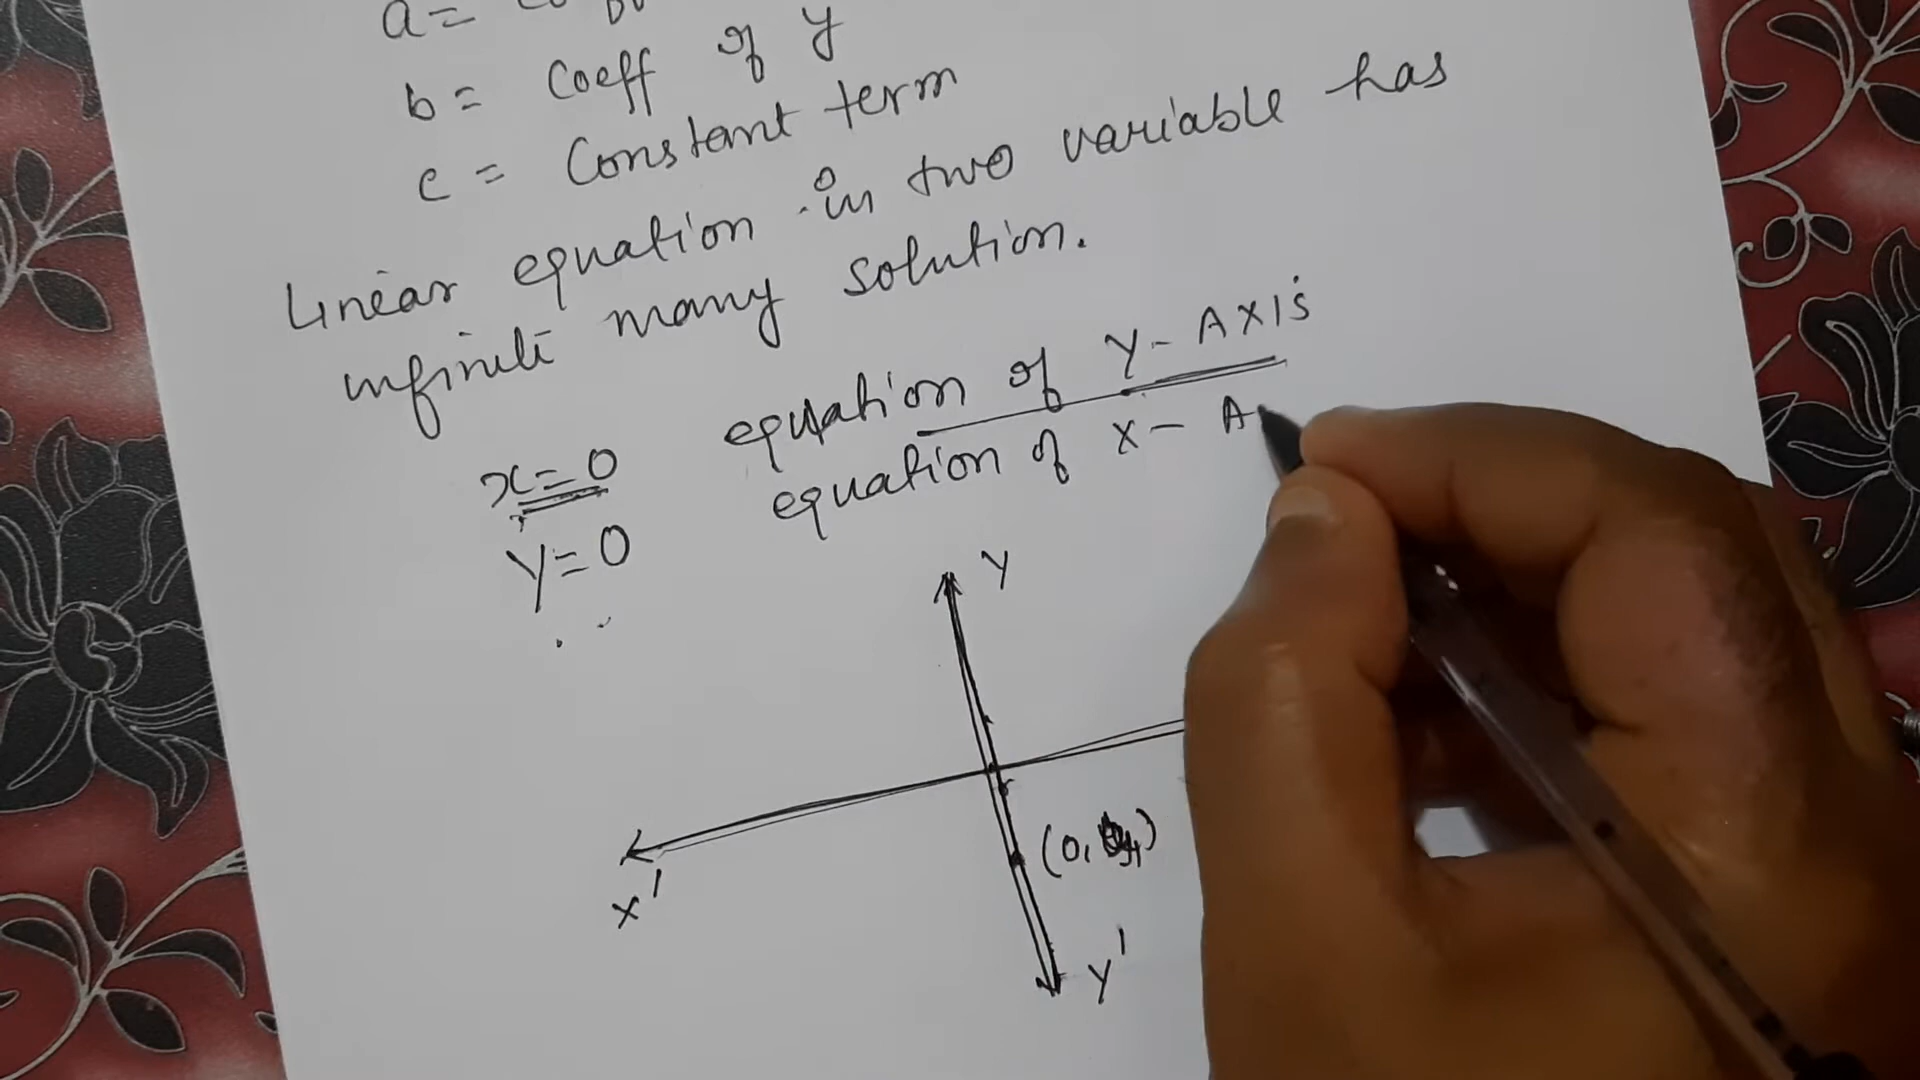 a =
b = Coeff of y
c = Constant term
Linear equation in two variable has
infinite many solution.
x=0 equation of Y-AXIS
Y=0 equation of X- A
Y
(0, y)
X'
Y'